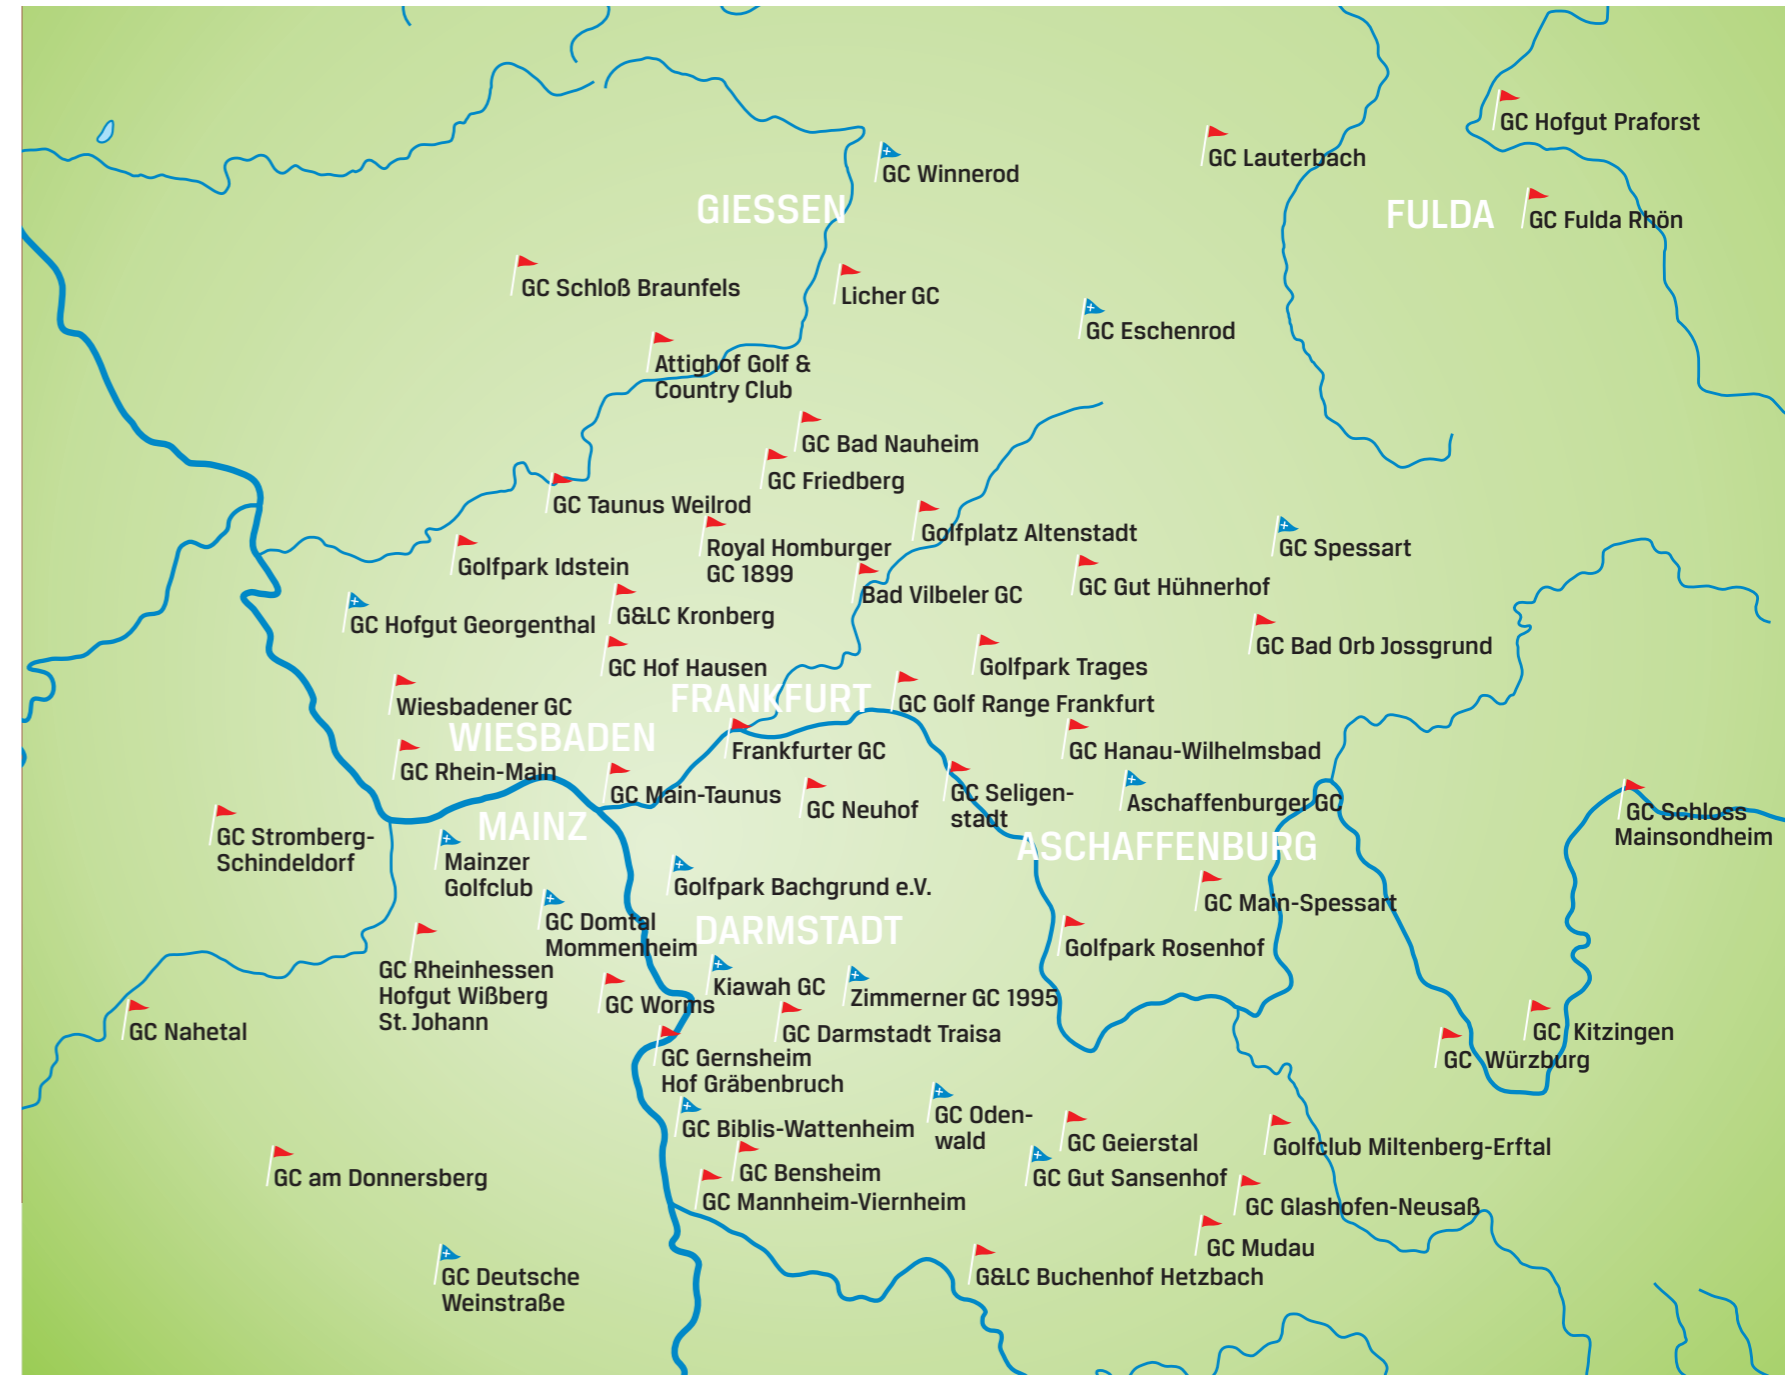 GC Hofgut Praforst
GC Lauterbach
GC Winnerod
GIESSEN
FULDA
GC Fulda Rhön
GC Schloß Braunfels
Licher GC
GC Eschenrod
Attighof Golf &
Country Club
GC Bad Nauheim
GC Friedberg
GC Taunus Weilrod
Golfplatz Altenstadt
Royal Homburger
GC 1899
GC Spessart
Golfpark Idstein
Bad Vilbeler GC
GC Gut Hühnerhof
GC Hofgut Georgenthal
G&LC Kronberg
GC Bad Orb Jossgrund
GC Hof Hausen
Golfpark Trages
FRANKFURT
GC Golf Range Frankfurt
Wiesbadener GC
WIESBADEN
Frankfurter GC
GC Hanau-Wilhelmsbad
GC Rhein-Main
GC Main-Taunus
GC Neuhof
GC Seligen-
stadt
Aschaffenburger GC
GC Schloss
Mainsondheim
MAINZ
GC Stromberg-
Schindeldorf
ASCHAFFENBURG
Mainzer
Golfclub
Golfpark Bachgrund e.V.
GC Main-Spessart
GC Domtal
Mommenheim
DARMSTADT
Golfpark Rosenhof
GC Rheinhessen
Hofgut Wißberg
St. Johann
GC Worms
Kiawah GC
Zimmerner GC 1995
GC Nahetal
GC Darmstadt Traisa
GC Kitzingen
GC Würzburg
GC Gernsheim
Hof Gräbenbruch
GC Biblis-Wattenheim
GC Oden-
wald
GC Geierstal
Golfclub Miltenberg-Erftal
GC am Donnersberg
GC Bensheim
GC Gut Sansenhof
GC Mannheim-Viernheim
GC Glashofen-Neusaß
GC Mudau
GC Deutsche
Weinstraße
G&LC Buchenhof Hetzbach